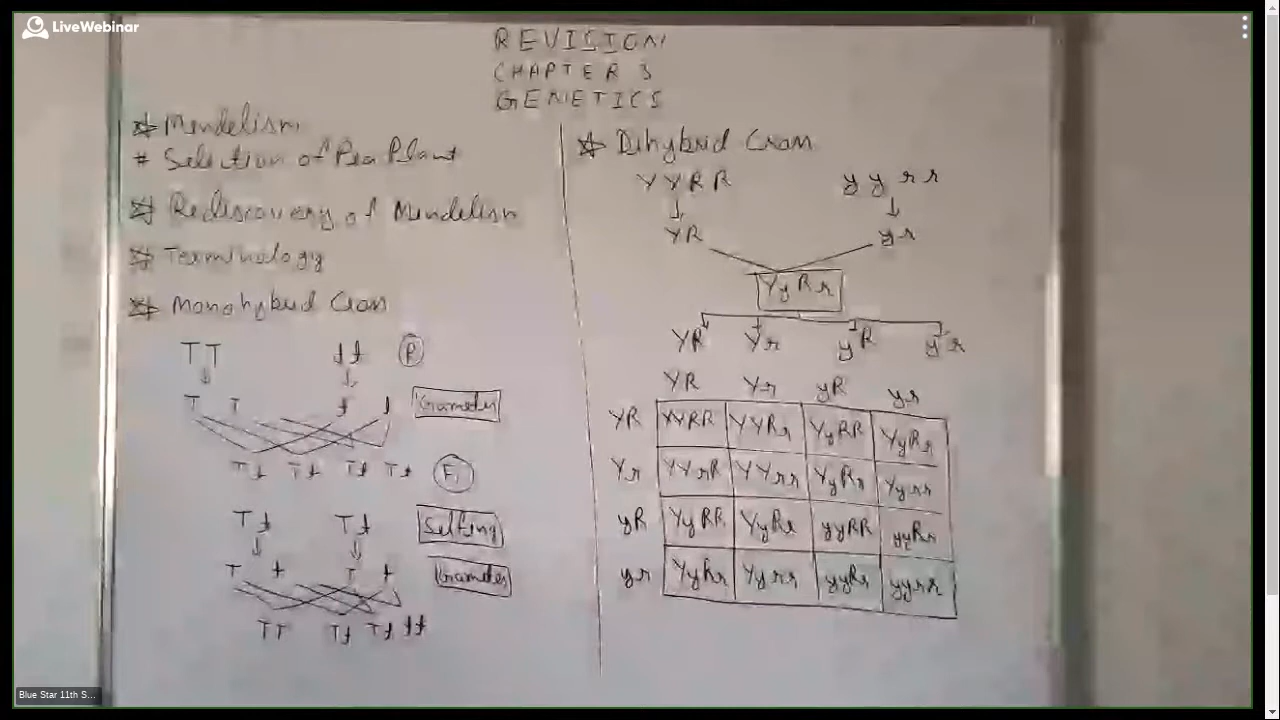 LiveWebinar
REVISION
CHAPTER 3
GENETICS
Mendelism
# Selection of Pea Plant
Rediscovery of Mendelism
Terminology
Monohybrid Cross
TT tt P
T T t t Gametes
Tt Tt Tt Tt F1
Tt Tt Selfing
T t T t Gametes
TT Tt Tt tt
Dihybrid Cross
YYRR yyrr
YR yr
YyRr
YR Yr yR yr
YR Yr yR yr
YR YYRR YYRr YyRR YyRr
Yr YYrR YYrr YyRr Yyrr
yR YyRR YyRr yyRR yyRr
yr YyRr Yyrr yyRr yyrr
Blue Star 11th S...